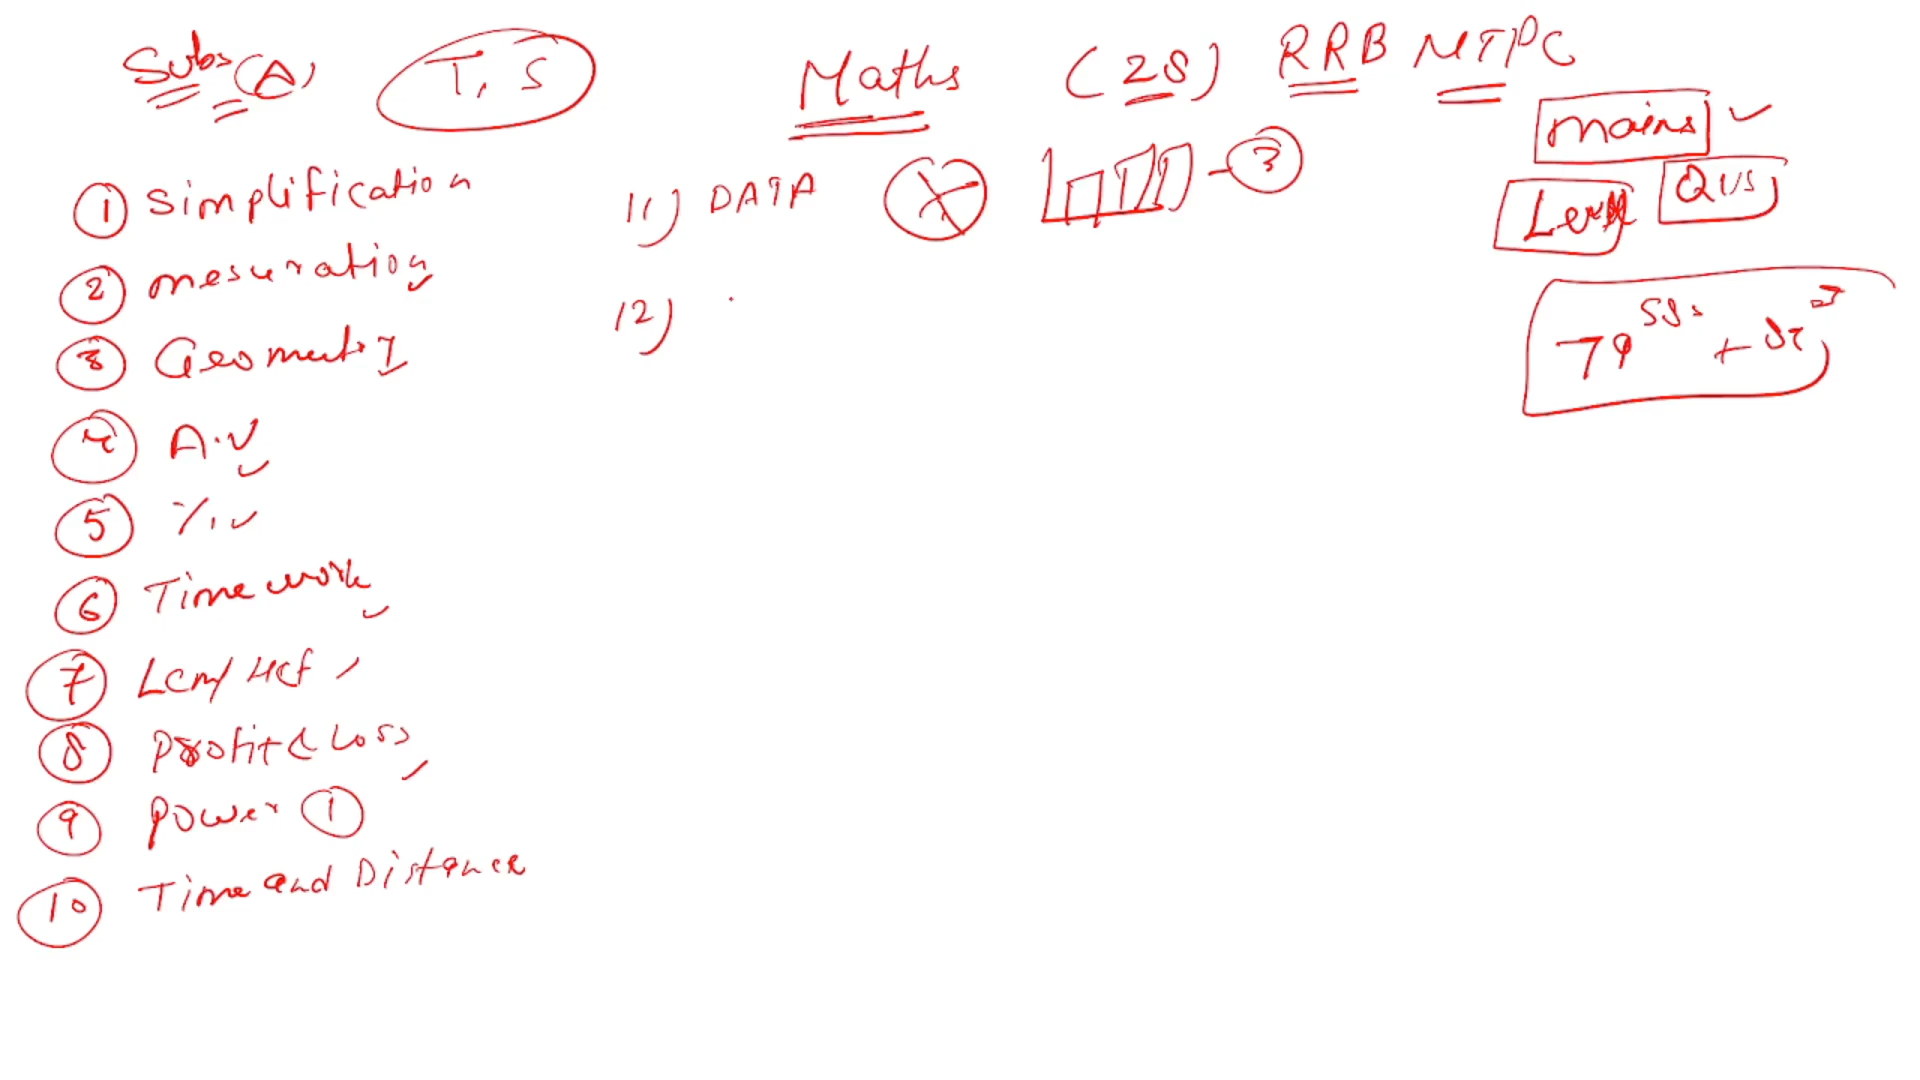 Subs (A)
T. S
Maths (28) RRB NTPC
mains
Level Qus
① Simplification
② mesuration
③ Geometry
④ A.V
⑤ %
⑥ Time work
⑦ Lcm/Hcf
⑧ Profit & Loss
⑨ Power ①
⑩ Time and Distance
11) DATA
③
12)
79